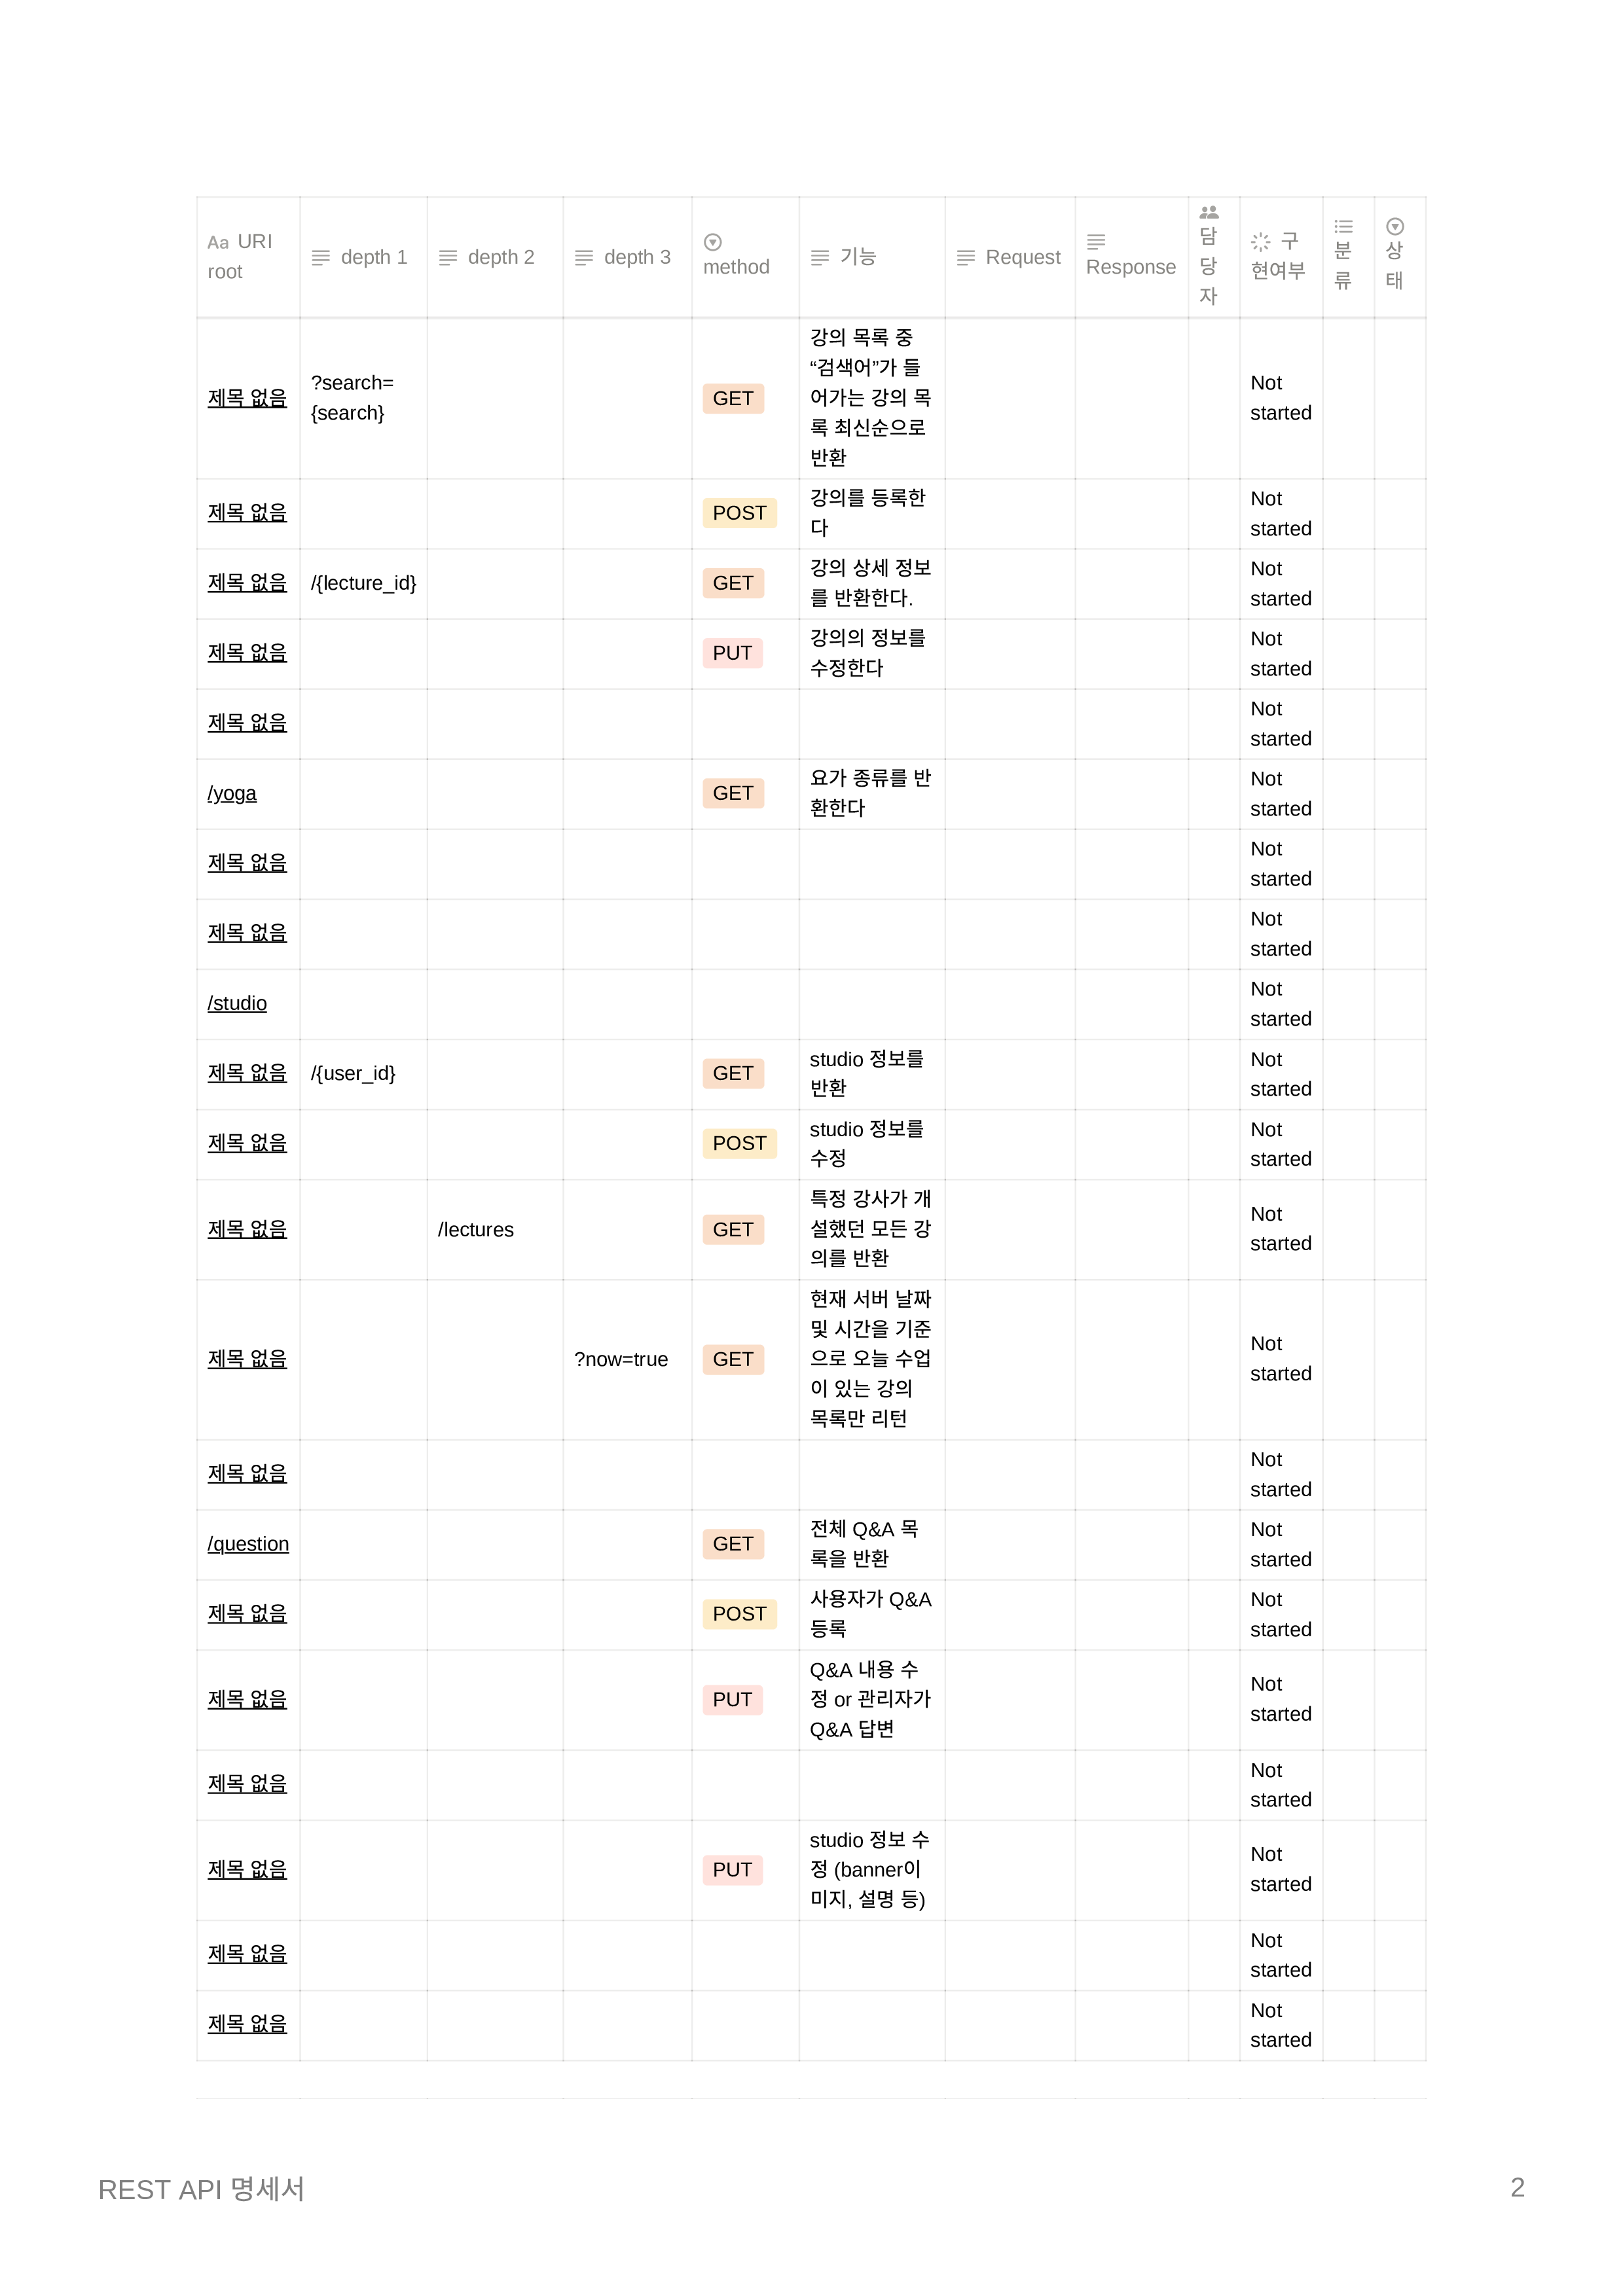 Aa URI root
depth 1
depth 2
depth 3
method
기능
Request
Response
담당자
구현여부
분류
상태
제목 없음
?search=
{search}
GET
강의 목록 중
“검색어”가 들
어가는 강의 목
록 최신순으로
반환
Not
started
제목 없음
POST
강의를 등록한
다
Not
started
제목 없음
/{lecture_id}
GET
강의 상세 정보
를 반환한다.
Not
started
제목 없음
PUT
강의의 정보를
수정한다
Not
started
제목 없음
Not
started
/yoga
GET
요가 종류를 반
환한다
Not
started
제목 없음
Not
started
제목 없음
Not
started
/studio
Not
started
제목 없음
/{user_id}
GET
studio 정보를
반환
Not
started
제목 없음
POST
studio 정보를
수정
Not
started
제목 없음
/lectures
GET
특정 강사가 개
설했던 모든 강
의를 반환
Not
started
제목 없음
?now=true
GET
현재 서버 날짜
및 시간을 기준
으로 오늘 수업
이 있는 강의
목록만 리턴
Not
started
제목 없음
Not
started
/question
GET
전체 Q&A 목
록을 반환
Not
started
제목 없음
POST
사용자가 Q&A
등록
Not
started
제목 없음
PUT
Q&A 내용 수
정 or 관리자가
Q&A 답변
Not
started
제목 없음
Not
started
제목 없음
PUT
studio 정보 수
정 (banner이
미지, 설명 등)
Not
started
제목 없음
Not
started
제목 없음
Not
started
REST API 명세서
2